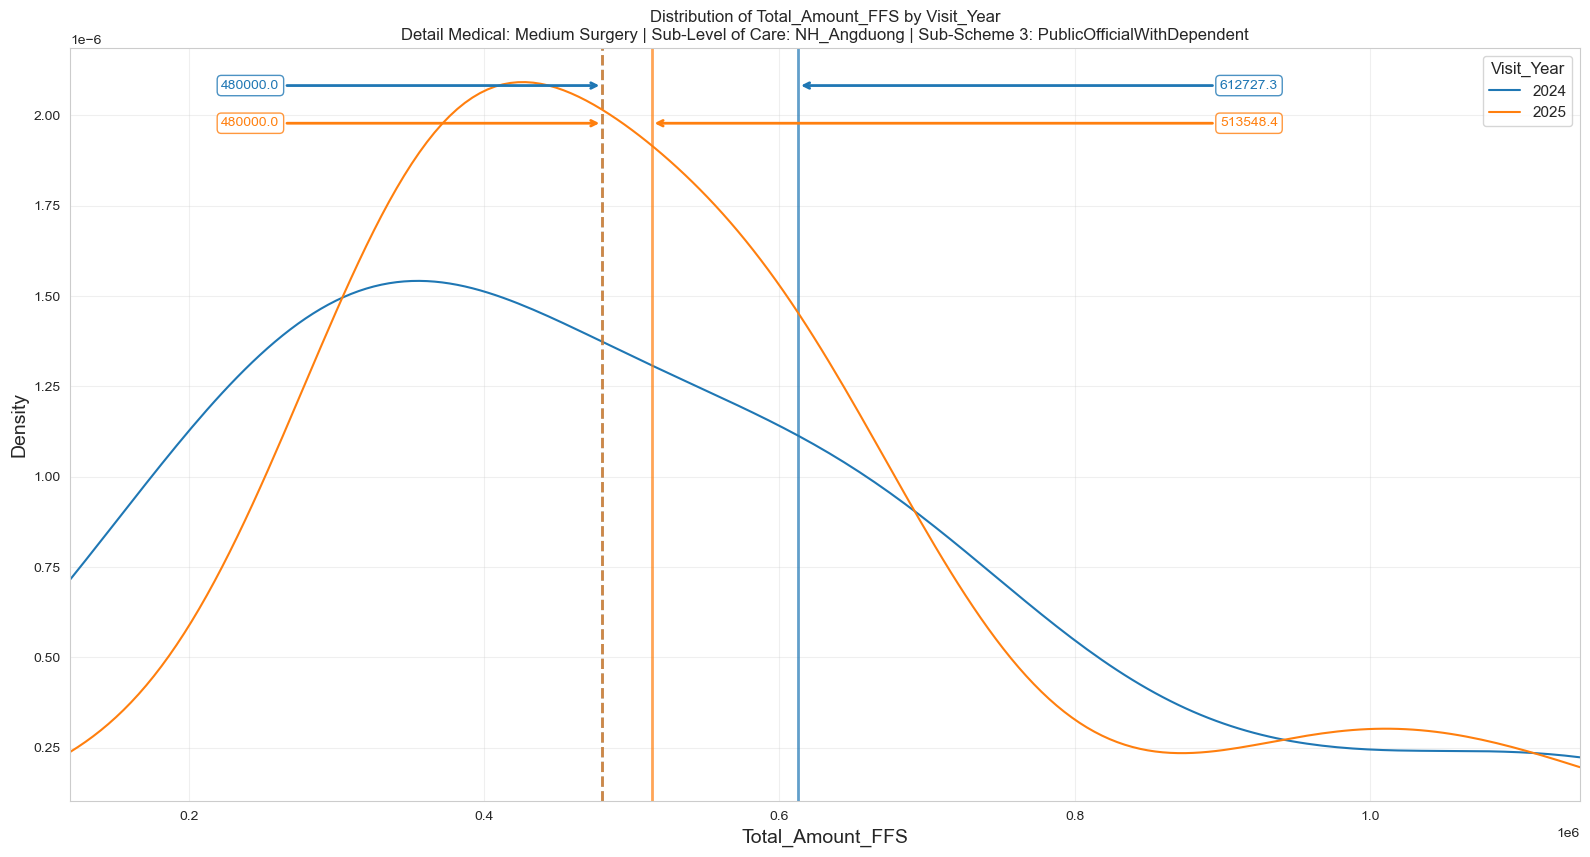 Distribution of Total_Amount_FFS by Visit_Year
Detail Medical: Medium Surgery | Sub-Level of Care: NH_Angduong | Sub-Scheme 3: PublicOfficialWithDependent
1e−6
Visit_Year
2024
2025
480000.0
612727.3
480000.0
513548.4
2.00
1.75
1.50
1.25
1.00
0.75
0.50
0.25
Density
0.2
0.4
0.6
0.8
1.0
1e6
Total_Amount_FFS